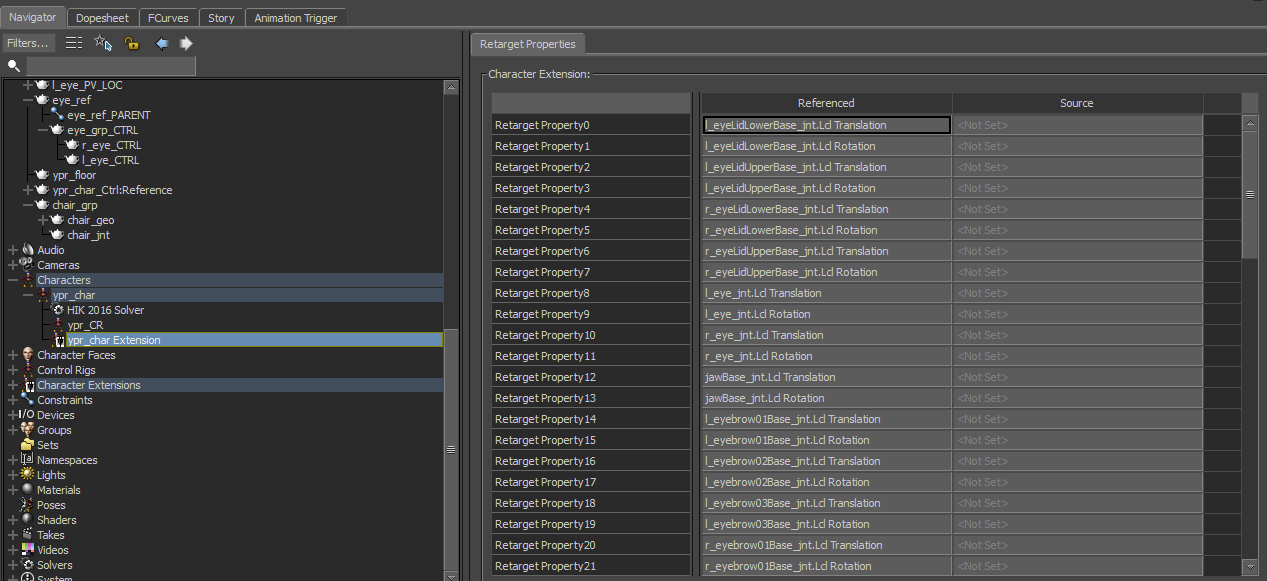 Navigator Dopesheet FCurves Story Animation Trigger
Filters...
l_eye_PV_LOC
eye_ref
eye_ref_PARENT
eye_grp_CTRL
r_eye_CTRL
l_eye_CTRL
ypr_floor
ypr_char_Ctrl:Reference
chair_grp
chair_geo
chair_jnt
Audio
Cameras
Characters
ypr_char
HIK 2016 Solver
ypr_CR
ypr_char Extension
Character Faces
Control Rigs
Character Extensions
Constraints
I/O Devices
Groups
Sets
Namespaces
Lights
Materials
Poses
Shaders
Takes
Videos
Solvers
System
Retarget Properties
Character Extension:
Referenced Source
Retarget Property0 l_eyeLidLowerBase_jnt.Lcl Translation <Not Set>
Retarget Property1 l_eyeLidLowerBase_jnt.Lcl Rotation <Not Set>
Retarget Property2 l_eyeLidUpperBase_jnt.Lcl Translation <Not Set>
Retarget Property3 l_eyeLidUpperBase_jnt.Lcl Rotation <Not Set>
Retarget Property4 r_eyeLidLowerBase_jnt.Lcl Translation <Not Set>
Retarget Property5 r_eyeLidLowerBase_jnt.Lcl Rotation <Not Set>
Retarget Property6 r_eyeLidUpperBase_jnt.Lcl Translation <Not Set>
Retarget Property7 r_eyeLidUpperBase_jnt.Lcl Rotation <Not Set>
Retarget Property8 l_eye_jnt.Lcl Translation <Not Set>
Retarget Property9 l_eye_jnt.Lcl Rotation <Not Set>
Retarget Property10 r_eye_jnt.Lcl Translation <Not Set>
Retarget Property11 r_eye_jnt.Lcl Rotation <Not Set>
Retarget Property12 jawBase_jnt.Lcl Translation <Not Set>
Retarget Property13 jawBase_jnt.Lcl Rotation <Not Set>
Retarget Property14 l_eyebrow01Base_jnt.Lcl Translation <Not Set>
Retarget Property15 l_eyebrow01Base_jnt.Lcl Rotation <Not Set>
Retarget Property16 l_eyebrow02Base_jnt.Lcl Translation <Not Set>
Retarget Property17 l_eyebrow02Base_jnt.Lcl Rotation <Not Set>
Retarget Property18 l_eyebrow03Base_jnt.Lcl Translation <Not Set>
Retarget Property19 l_eyebrow03Base_jnt.Lcl Rotation <Not Set>
Retarget Property20 r_eyebrow01Base_jnt.Lcl Translation <Not Set>
Retarget Property21 r_eyebrow01Base_jnt.Lcl Rotation <Not Set>